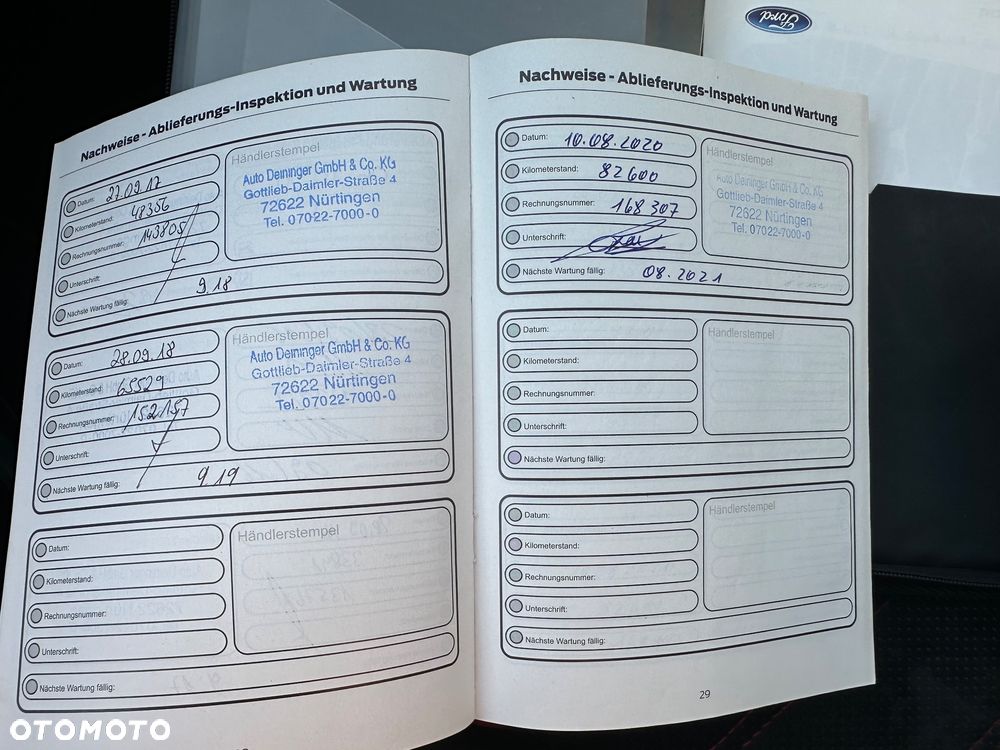 Ford
Nachweise - Ablieferungs-Inspektion und Wartung
Datum: 27.09.17
Kilometerstand: 48356
Rechnungsnummer: 143805
Unterschrift:
Nächste Wartung fällig: 9.18
Händlerstempel
Auto Deininger GmbH & Co. KG
Gottlieb-Daimler-Straße 4
72622 Nürtingen
Tel. 07022-7000-0
Datum: 28.09.18
Kilometerstand: 65529
Rechnungsnummer: 152157
Unterschrift:
Nächste Wartung fällig: 9 19
Händlerstempel
Auto Deininger GmbH & Co. KG
Gottlieb-Daimler-Straße 4
72622 Nürtingen
Tel. 07022-7000-0
Datum:
Kilometerstand:
Rechnungsnummer:
Unterschrift:
Nächste Wartung fällig:
Händlerstempel
Nachweise - Ablieferungs-Inspektion und Wartung
Datum: 10.08.2020
Kilometerstand: 82600
Rechnungsnummer: 168307
Unterschrift:
Nächste Wartung fällig: 08.2021
Händlerstempel
Auto Deininger GmbH & Co. KG
Gottlieb-Daimler-Straße 4
72622 Nürtingen
Tel. 07022-7000-0
Datum:
Kilometerstand:
Rechnungsnummer:
Unterschrift:
Nächste Wartung fällig:
Händlerstempel
Datum:
Kilometerstand:
Rechnungsnummer:
Unterschrift:
Nächste Wartung fällig:
Händlerstempel
29
OTOMOTO